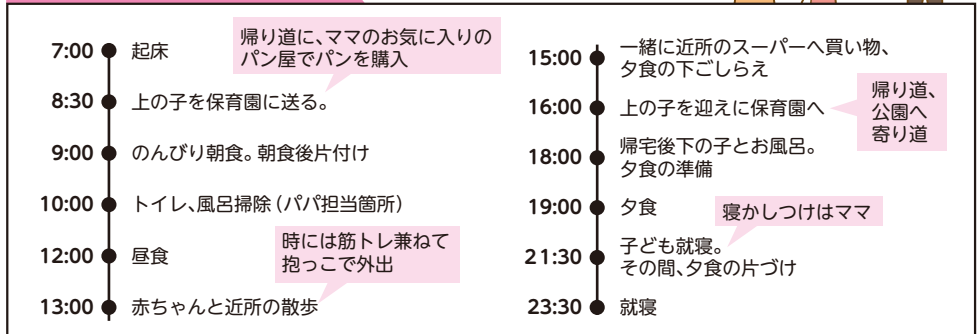 7:00 起床
帰り道に、ママのお気に入りの
パン屋でパンを購入
8:30 上の子を保育園に送る。
9:00 のんびり朝食。朝食後片付け
10:00 トイレ、風呂掃除(パパ担当箇所)
12:00 昼食
時には筋トレ兼ねて
抱っこで外出
13:00 赤ちゃんと近所の散歩
15:00 一緒に近所のスーパーへ買い物、
夕食の下ごしらえ
16:00 上の子を迎えに保育園へ
帰り道、
公園へ
寄り道
18:00 帰宅後下の子とお風呂。
夕食の準備
19:00 夕食
寝かしつけはママ
21:30 子ども就寝。
その間、夕食の片づけ
23:30 就寝